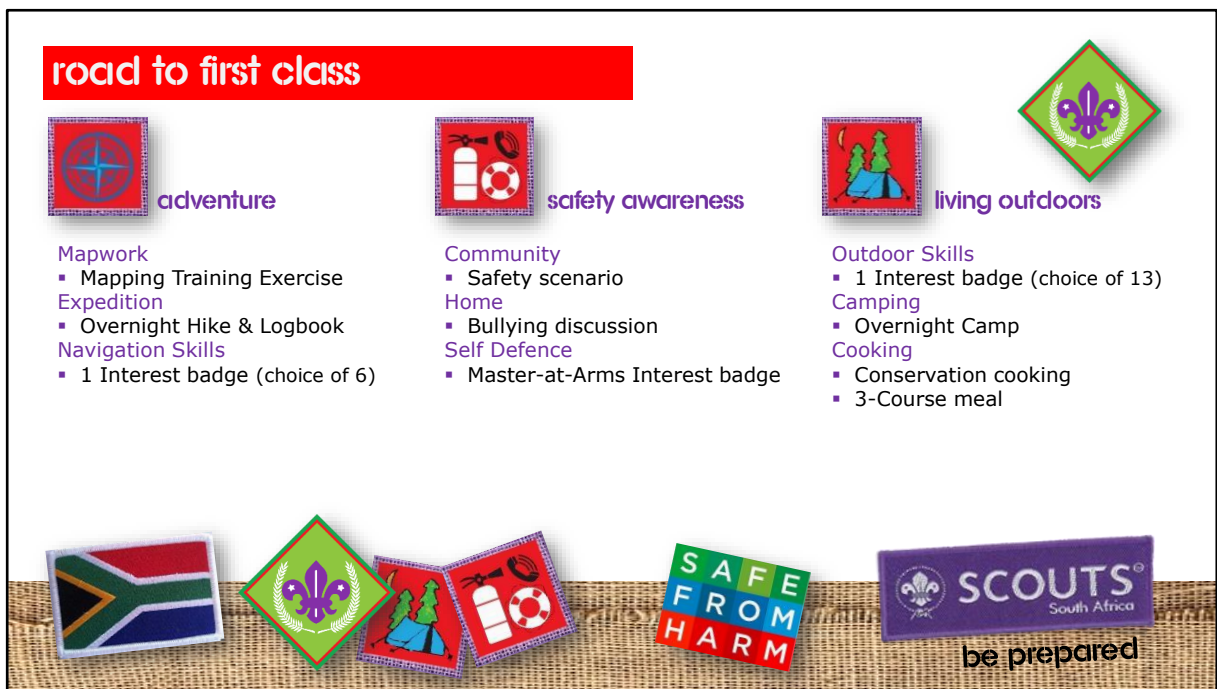 road to first class
adventure
Mapwork
▪ Mapping Training Exercise
Expedition
▪ Overnight Hike & Logbook
Navigation Skills
▪ 1 Interest badge (choice of 6)
safety awareness
Community
▪ Safety scenario
Home
▪ Bullying discussion
Self Defence
▪ Master-at-Arms Interest badge
living outdoors
Outdoor Skills
▪ 1 Interest badge (choice of 13)
Camping
▪ Overnight Camp
Cooking
▪ Conservation cooking
▪ 3-Course meal
SAFE
FROM
HARM
SCOUTS®
South Africa
be prepared